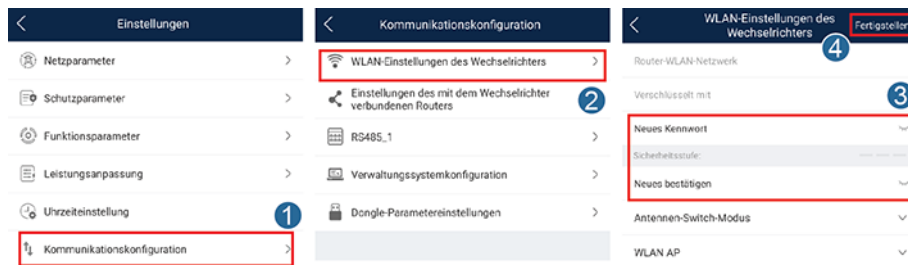 Einstellungen
Netzparameter
Schutzparameter
Funktionsparameter
Leistungsanpassung
Uhrzeiteinstellung
1
Kommunikationskonfiguration
Kommunikationskonfiguration
WLAN-Einstellungen des Wechselrichters
2
Einstellungen des mit dem Wechselrichter
verbundenen Routers
RS485_1
Verwaltungssystemkonfiguration
Dongle-Parametereinstellungen
WLAN-Einstellungen des
Wechselrichters
Fertigstellen
4
Router-WLAN-Netzwerk
Verschlüsselt mit
3
Neues Kennwort
Sicherheitsstufe:
Neues bestätigen
Antennen-Switch-Modus
WLAN AP